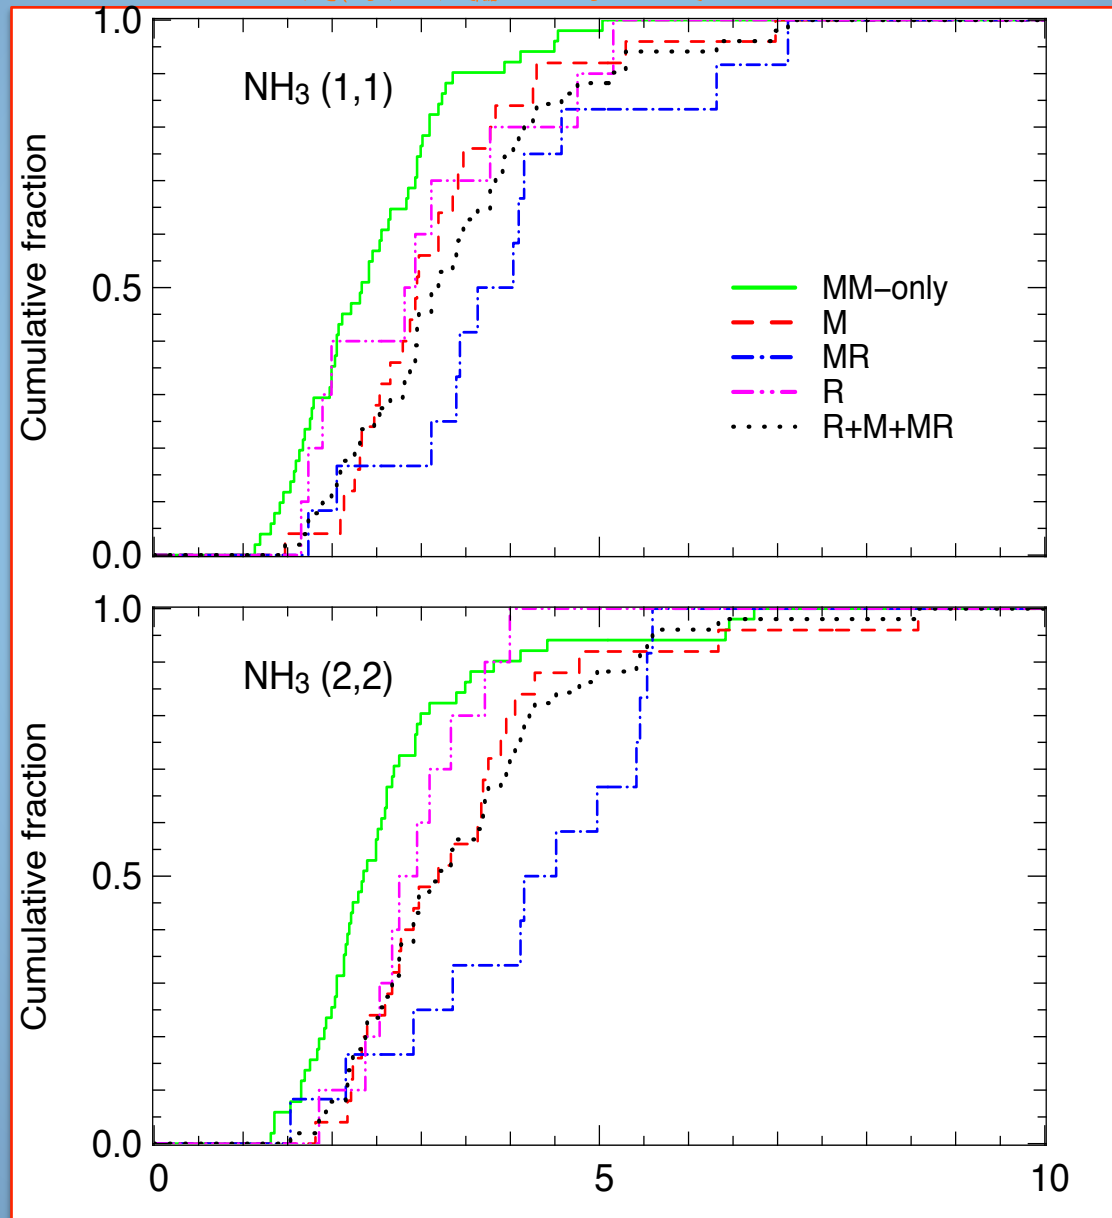 1.0
NH₃ (1,1)
Cumulative fraction
0.5
MM–only
M
MR
R
R+M+MR
0.0
1.0
NH₃ (2,2)
Cumulative fraction
0.5
0.0
0 5 10